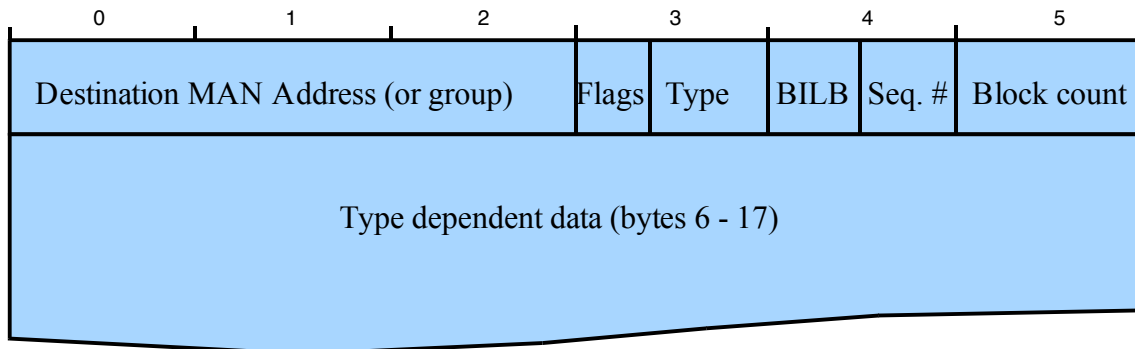 0 1 2 3 4 5
Destination MAN Address (or group) Flags Type BILB Seq. # Block count
Type dependent data (bytes 6 - 17)